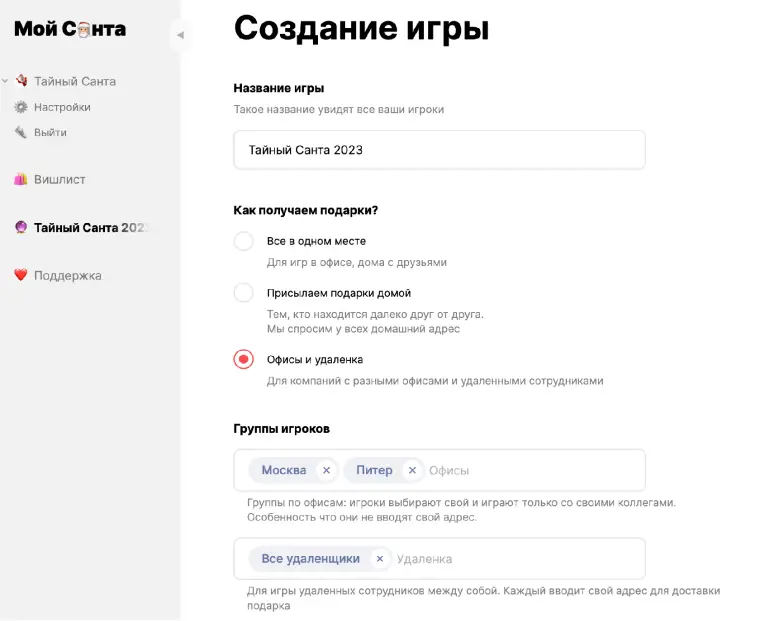 Мой Санта
Тайный Санта
Настройки
Выйти
Вишлист
Тайный Санта 202
Поддержка
Создание игры
Название игры
Такое название увидят все ваши игроки
Тайный Санта 2023
Как получаем подарки?
Все в одном месте
Для игр в офисе, дома с друзьями
Присылаем подарки домой
Тем, кто находится далеко друг от друга.
Мы спросим у всех домашний адрес
Офисы и удаленка
Для компаний с разными офисами и удаленными сотрудниками
Группы игроков
Москва × Питер × Офисы
Группы по офисам: игроки выбирают свой и играют только со своими коллегами.
Особенность что они не вводят свой адрес.
Все удаленщики × Удаленка
Для игры удаленных сотрудников между собой. Каждый вводит свой адрес для доставки
подарка